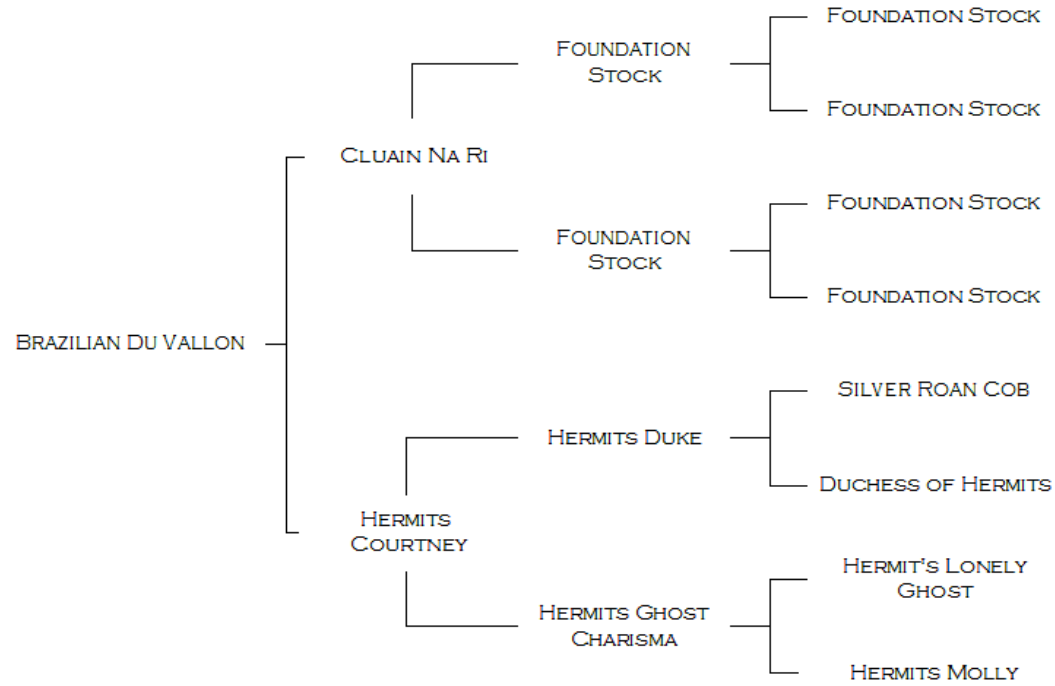 Foundation Stock
Foundation
Stock
Foundation Stock
Cluain Na Ri
Foundation Stock
Foundation
Stock
Foundation Stock
Brazilian Du Vallon
Silver Roan Cob
Hermits Duke
Duchess of Hermits
Hermits
Courtney
Hermit's Lonely
Ghost
Hermits Ghost
Charisma
Hermits Molly